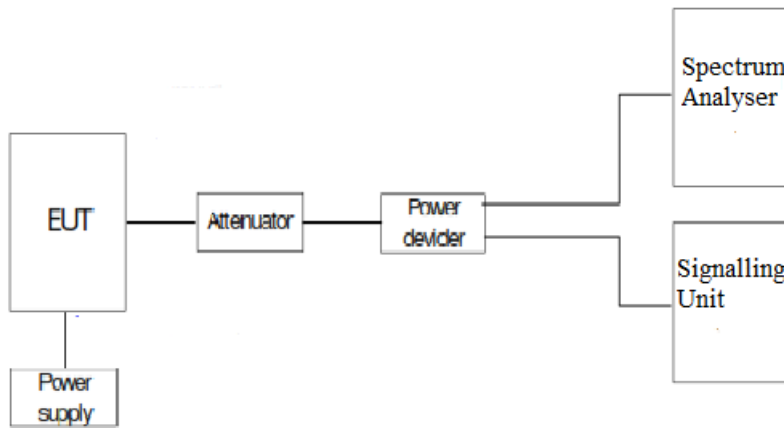 Spectrum
Analyser
EUT
Attenuator
Power
devider
Signalling
Unit
Power
supply